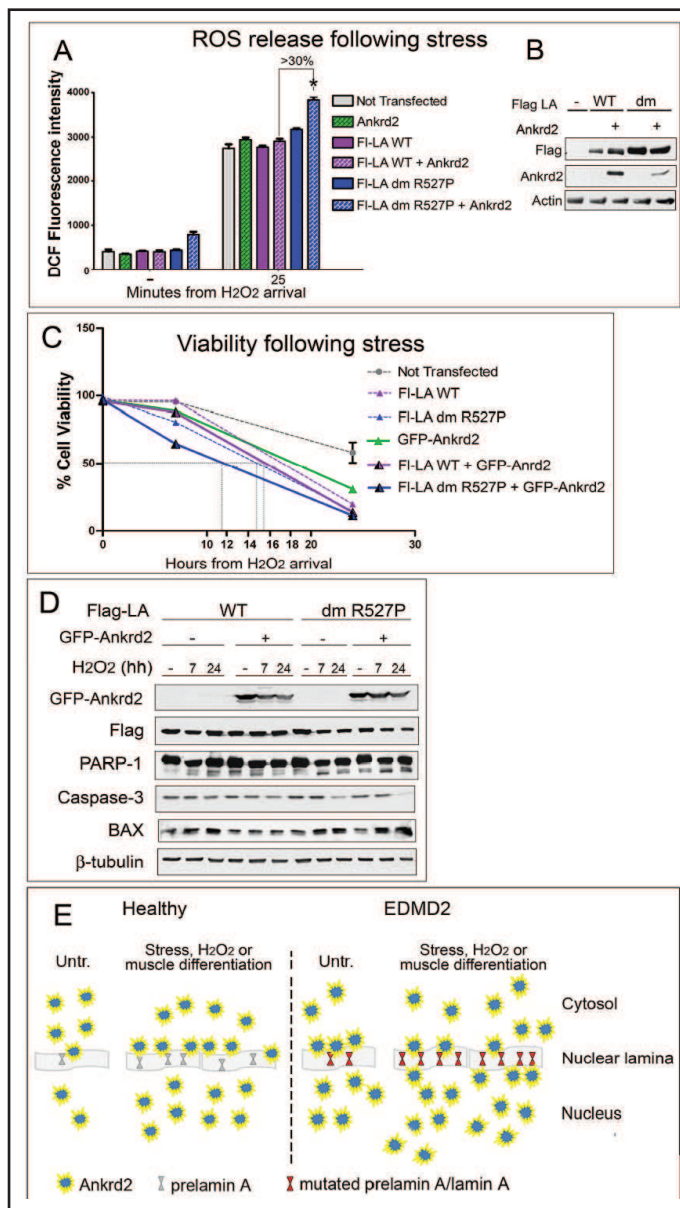 A
ROS release following stress
>30%
*
4000
3000
2000
1000
0
DCF Fluorescence intensity
–
25
Minutes from H2O2 arrival
Not Transfected
Ankrd2
Fl-LA WT
Fl-LA WT + Ankrd2
Fl-LA dm R527P
Fl-LA dm R527P + Ankrd2
B
Flag LA - WT dm
Ankrd2 + +
Flag
Ankrd2
Actin
C
Viability following stress
150
100
50
0
% Cell Viability
0 10 12 14 16 18 20 30
Hours from H2O2 arrival
Not Transfected
Fl-LA WT
Fl-LA dm R527P
GFP-Ankrd2
Fl-LA WT + GFP-Anrd2
Fl-LA dm R527P + GFP-Ankrd2
D
Flag-LA WT dm R527P
GFP-Ankrd2 - + - +
H2O2 (hh) - 7 24 - 7 24 - 7 24 - 7 24
GFP-Ankrd2
Flag
PARP-1
Caspase-3
BAX
β-tubulin
E
Healthy
EDMD2
Untr.
Stress, H2O2 or
muscle differentiation
Untr.
Stress, H2O2 or
muscle differentiation
Cytosol
Nuclear lamina
Nucleus
Ankrd2
prelamin A
mutated prelamin A/lamin A